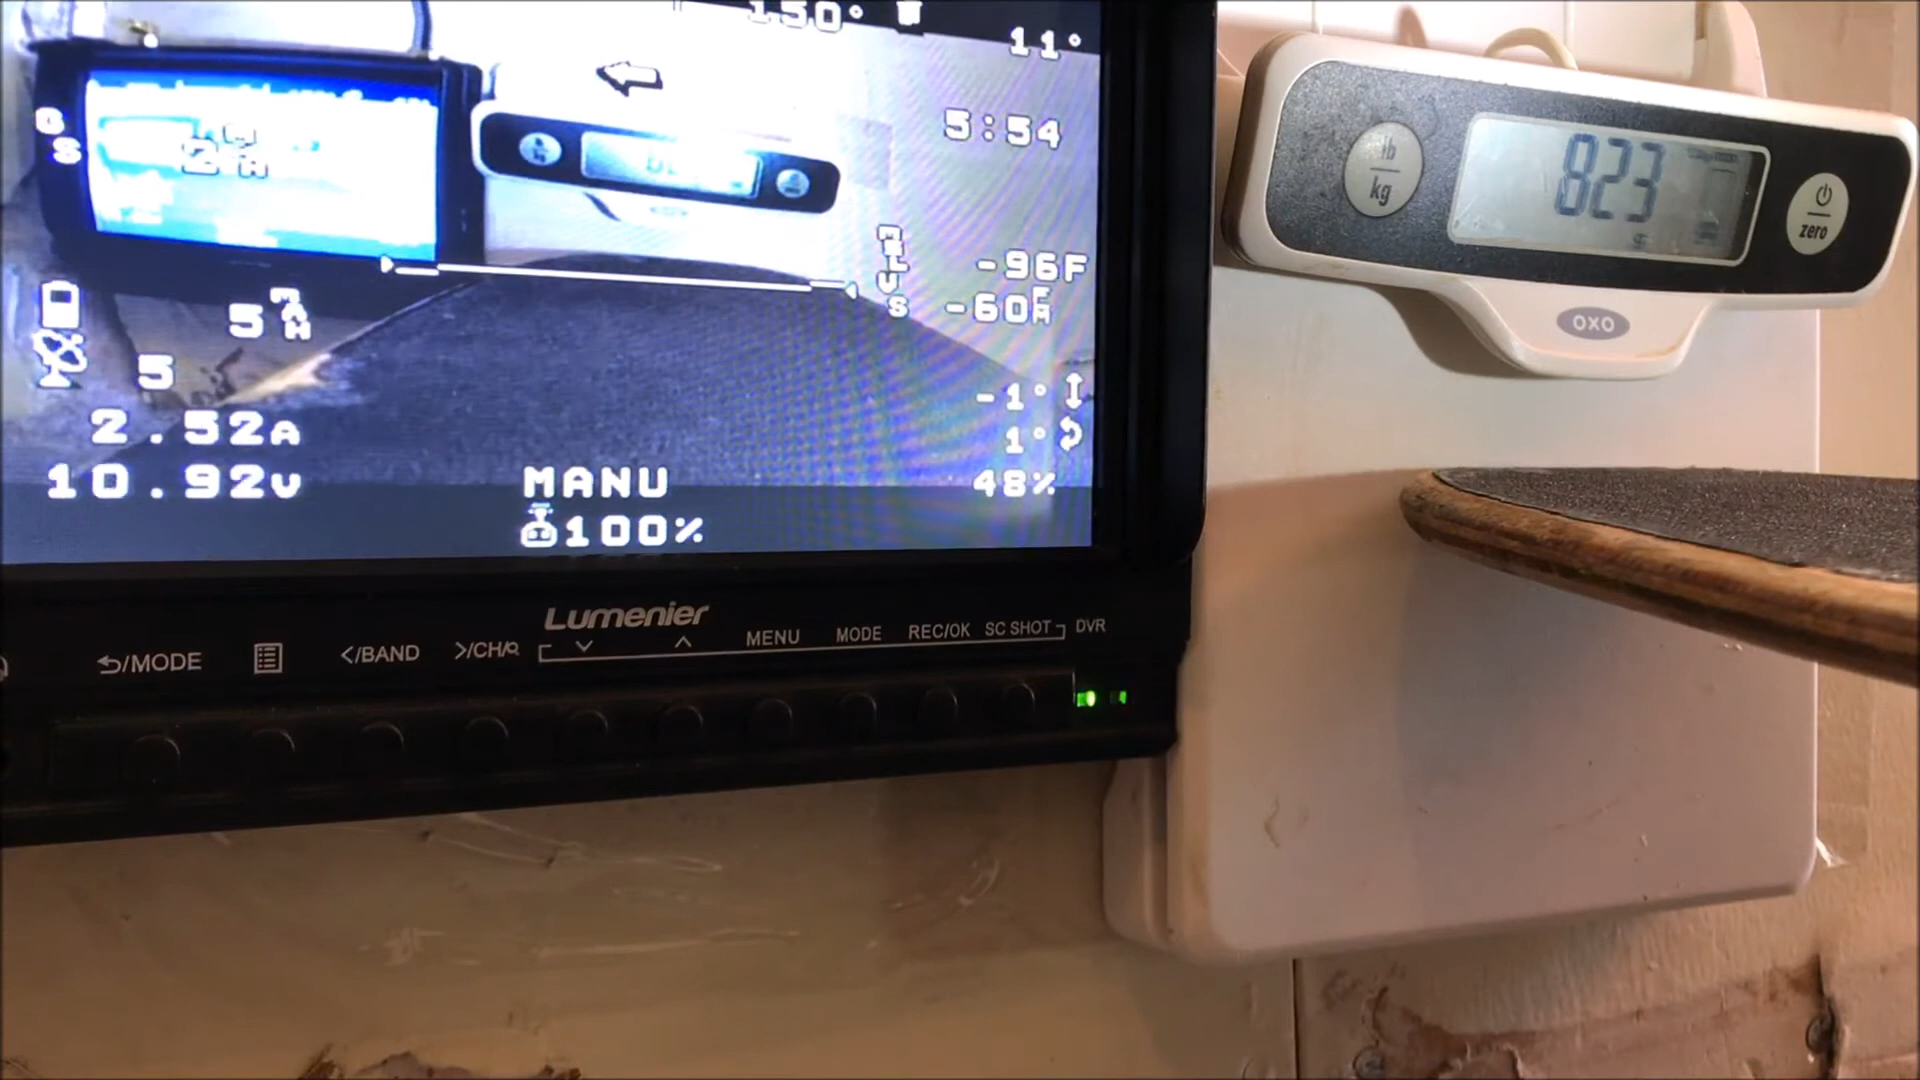 150°
11°
5:54
G
S
-96F
-60
5
5
-1°
1°
2.52A
10.92V
MANU
48%
100%
Lumenier
/MODE
</BAND
>/CH/
MENU
MODE
REC/OK
SC SHOT
DVR
lb
kg
823
zero
OXO